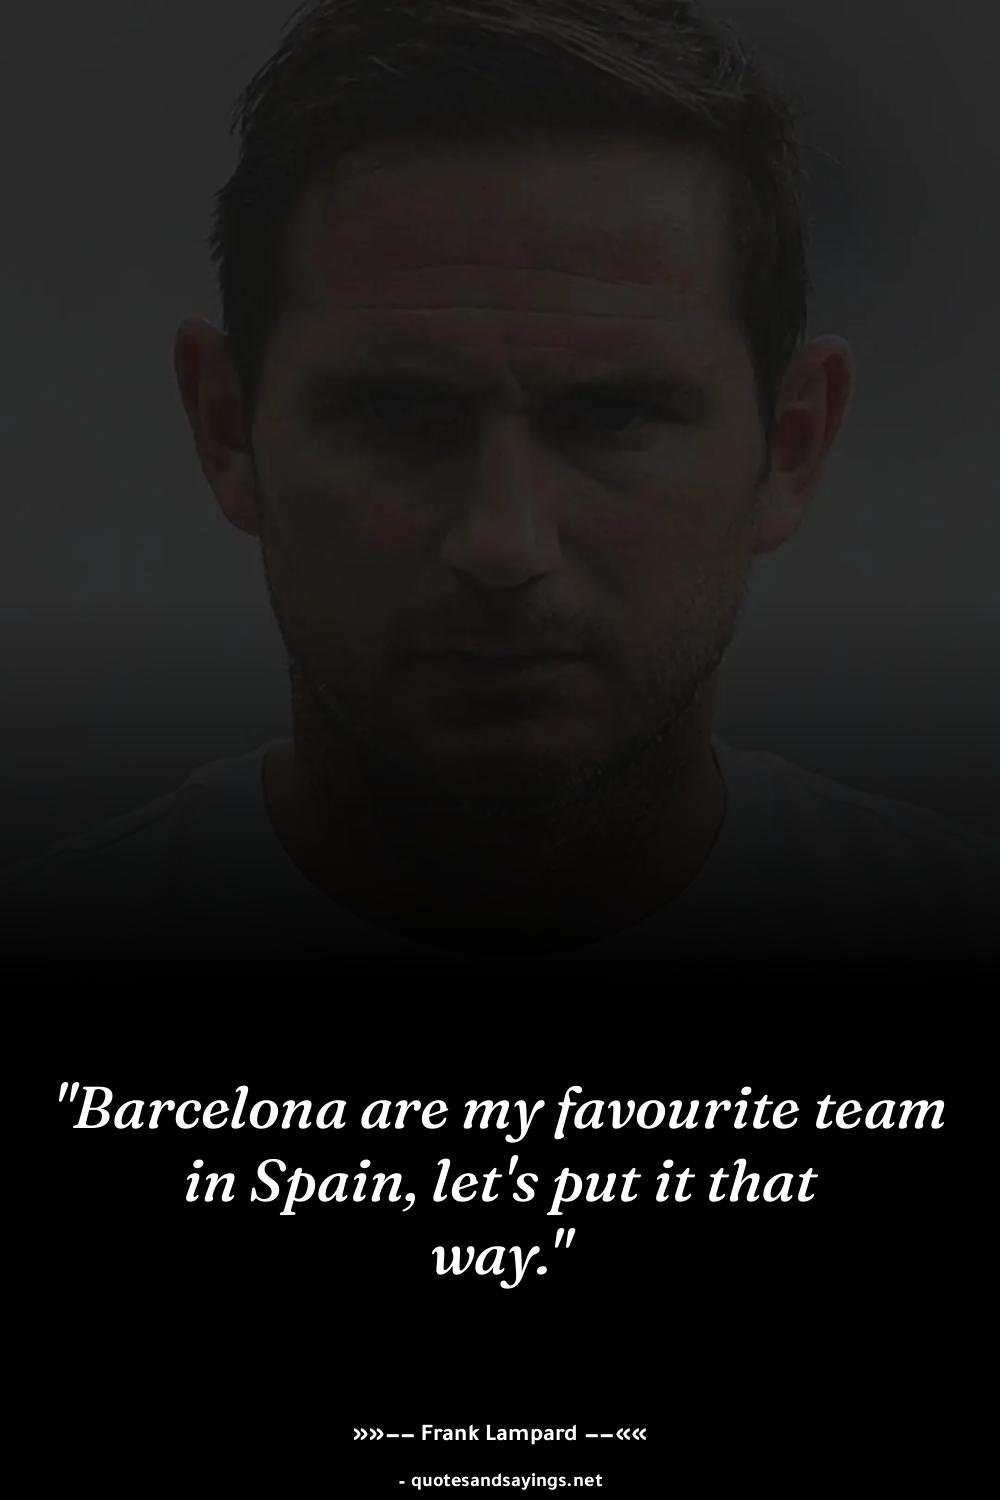 "Barcelona are my favourite team
in Spain, let's put it that
way."
»»−− Frank Lampard −−««
- quotesandsayings.net